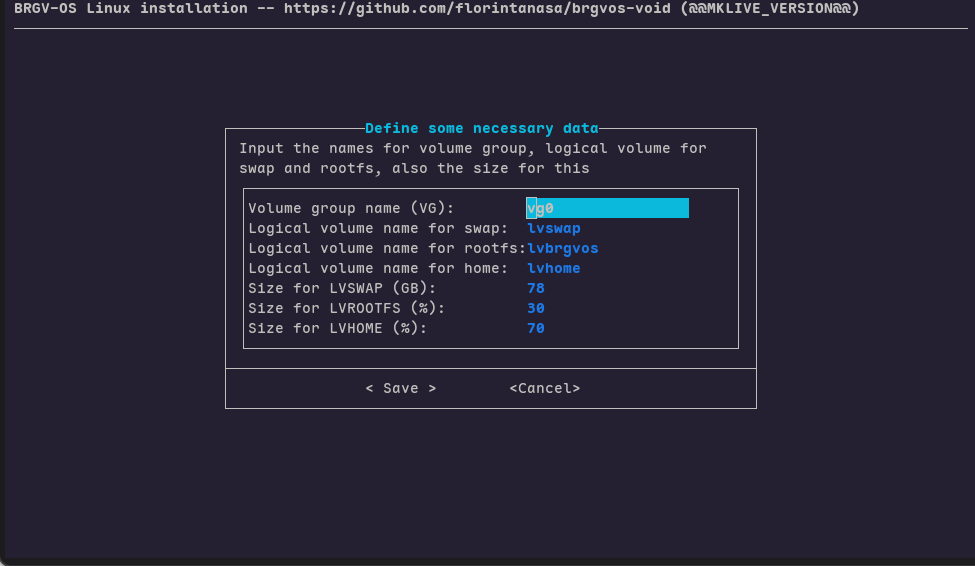 BRGV-OS Linux installation -- https://github.com/florintanasa/brgvos-void (@@MKLIVE_VERSION@@)
Define some necessary data
Input the names for volume group, logical volume for
swap and rootfs, also the size for this
Volume group name (VG): vg0
Logical volume name for swap: lvswap
Logical volume name for rootfs:lvbrgvos
Logical volume name for home: lvhome
Size for LVSWAP (GB): 78
Size for LVROOTFS (%): 30
Size for LVHOME (%): 70
< Save > <Cancel>